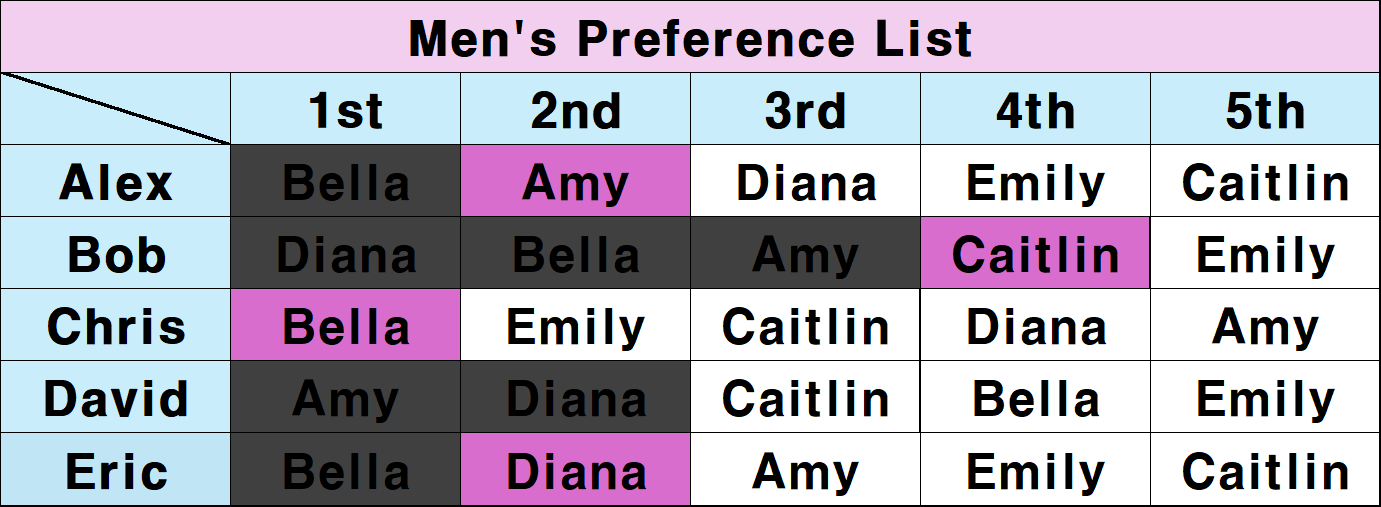 Men's Preference List
1st 2nd 3rd 4th 5th
Alex Bella Amy Diana Emily Caitlin
Bob Diana Bella Amy Caitlin Emily
Chris Bella Emily Caitlin Diana Amy
David Amy Diana Caitlin Bella Emily
Eric Bella Diana Amy Emily Caitlin